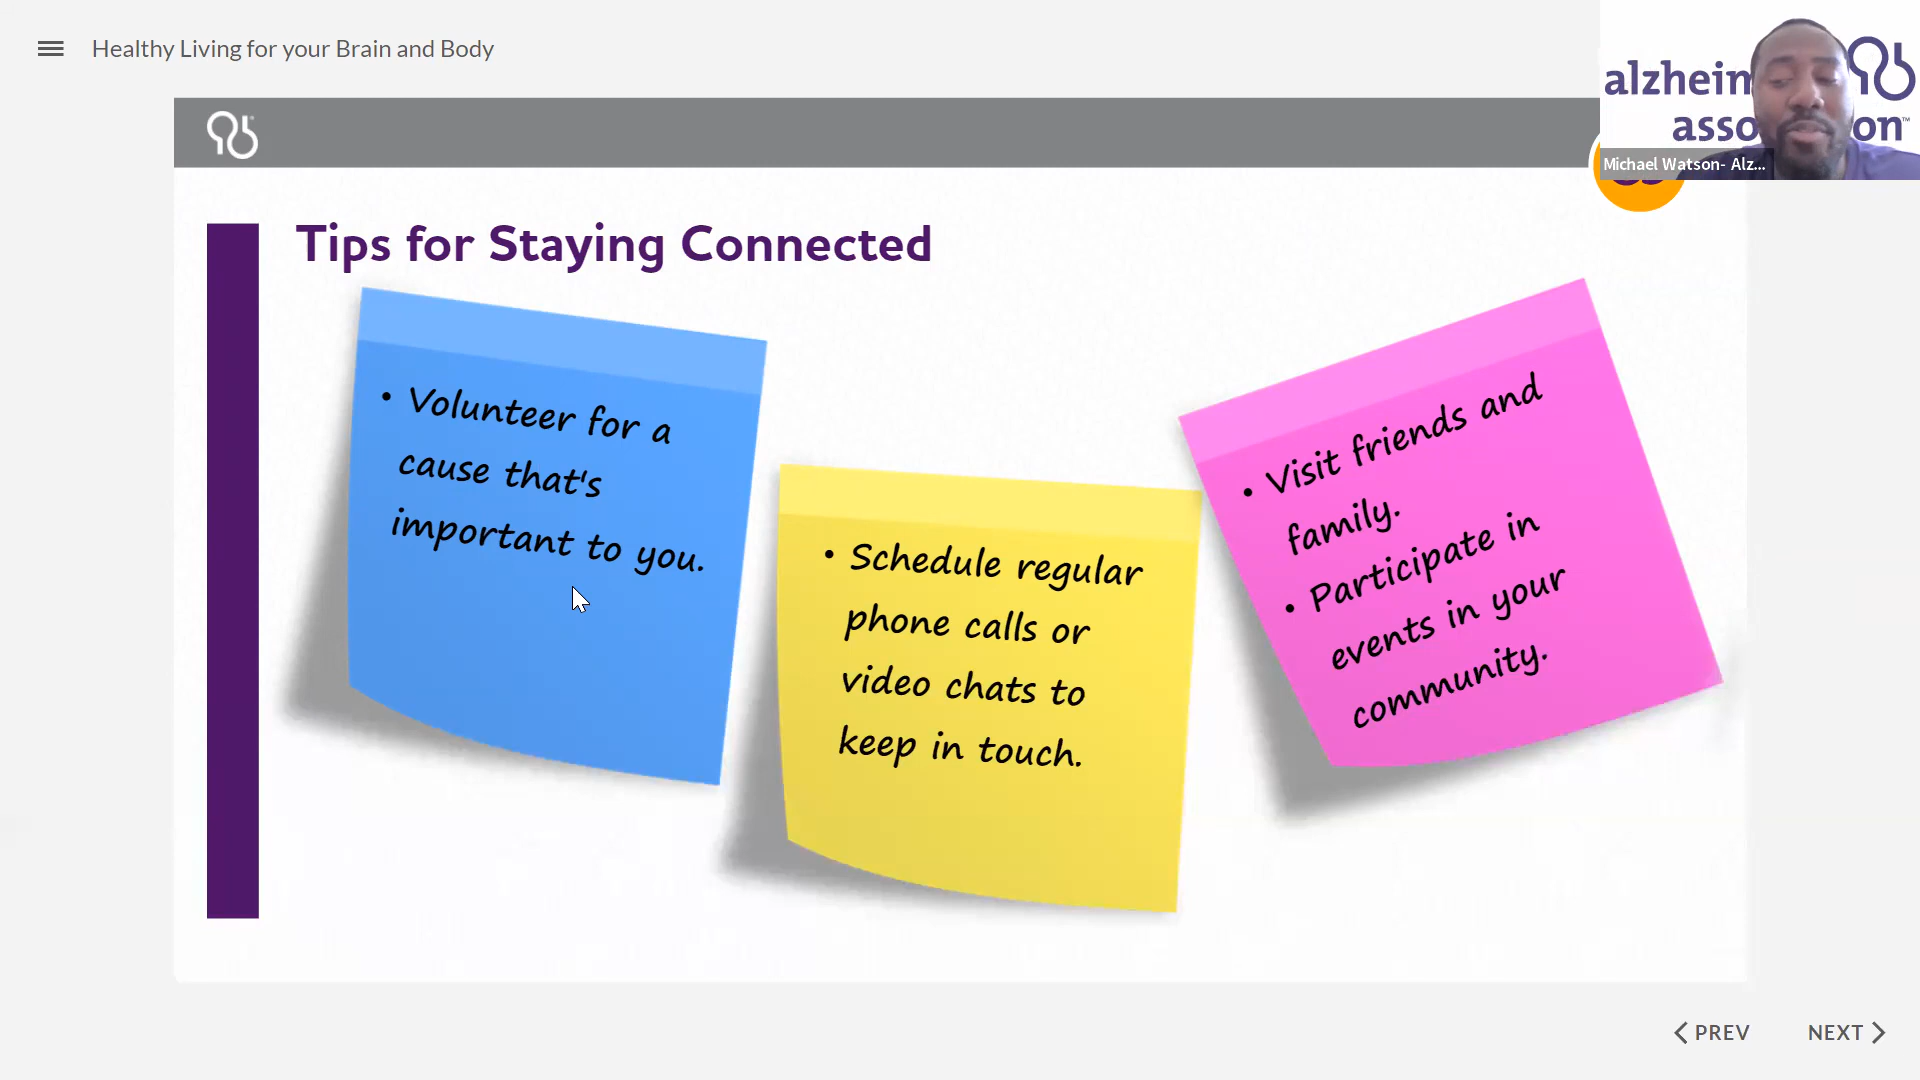 Healthy Living for your Brain and Body
alzheim
asso on™
Michael Watson- Alz...
Tips for Staying Connected
• Volunteer for a
cause that's
important to you.
• Schedule regular
phone calls or
video chats to
keep in touch.
• Visit friends and
family.
• Participate in
events in your
community.
PREV
NEXT